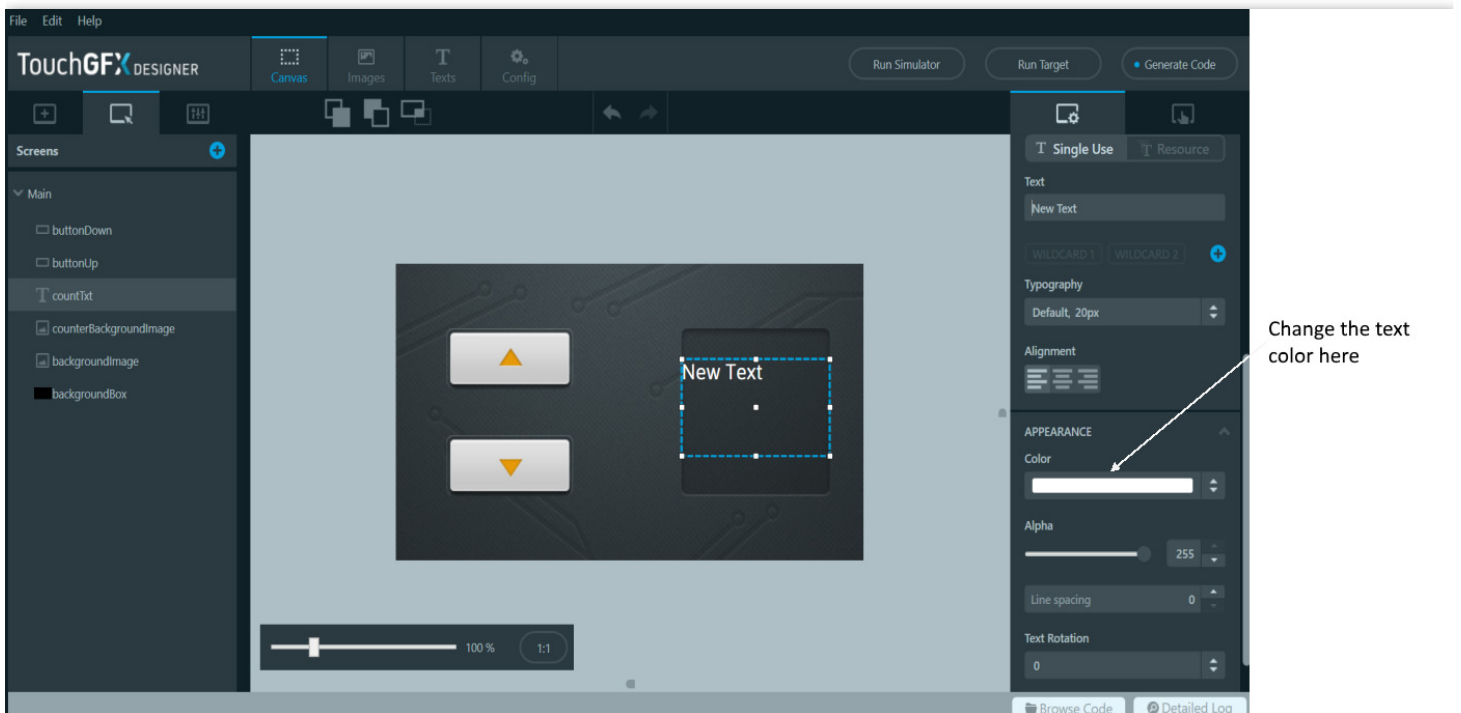 File Edit Help
TouchGFX DESIGNER
Canvas Images Texts Config
Run Simulator Run Target Generate Code
Screens
Main
buttonDown
buttonUp
countTxt
counterBackgroundImage
backgroundImage
backgroundBox
New Text
100 % 1:1
T Single Use T Resource
Text
New Text
WILDCARD 1 WILDCARD 2
Typography
Default, 20px
Alignment
APPEARANCE
Color
Alpha
255
Line spacing 0
Text Rotation
0
Browse Code Detailed Log
Change the text
color here